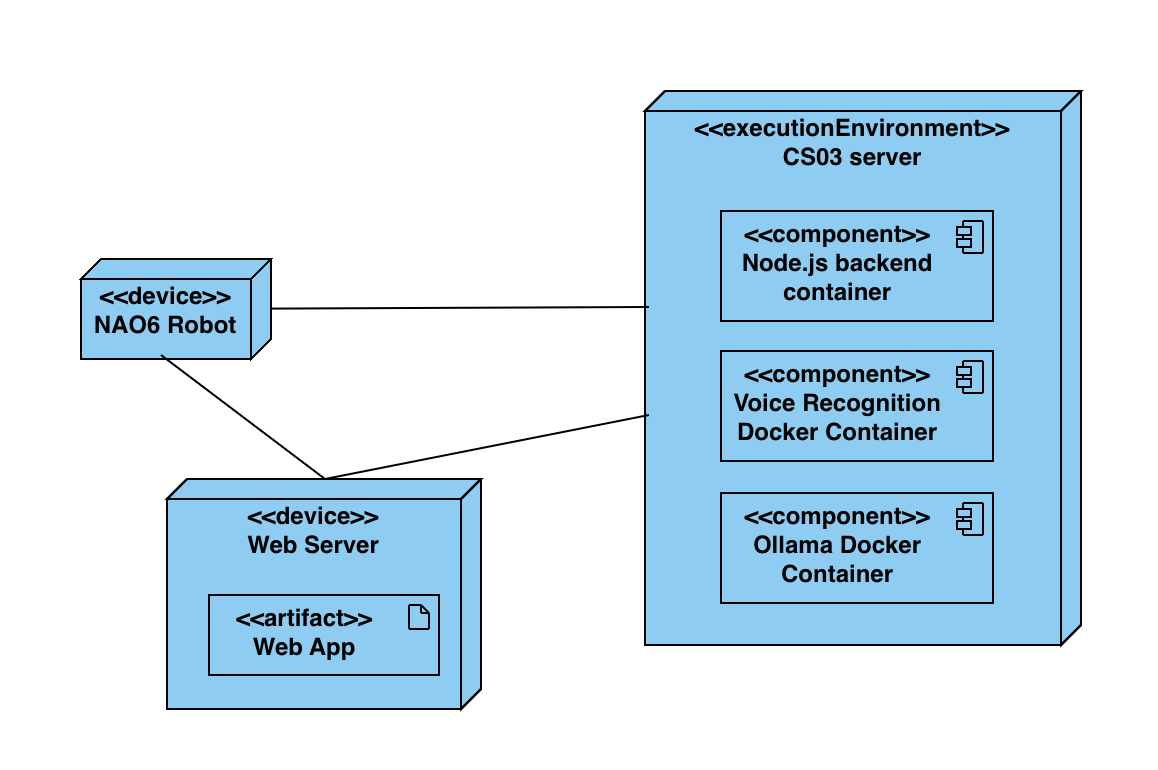 <<executionEnvironment>>
CS03 server
<<component>>
Node.js backend
container
<<device>>
NAO6 Robot
<<component>>
Voice Recognition
Docker Container
<<device>>
Web Server
<<component>>
Ollama Docker
Container
<<artifact>>
Web App